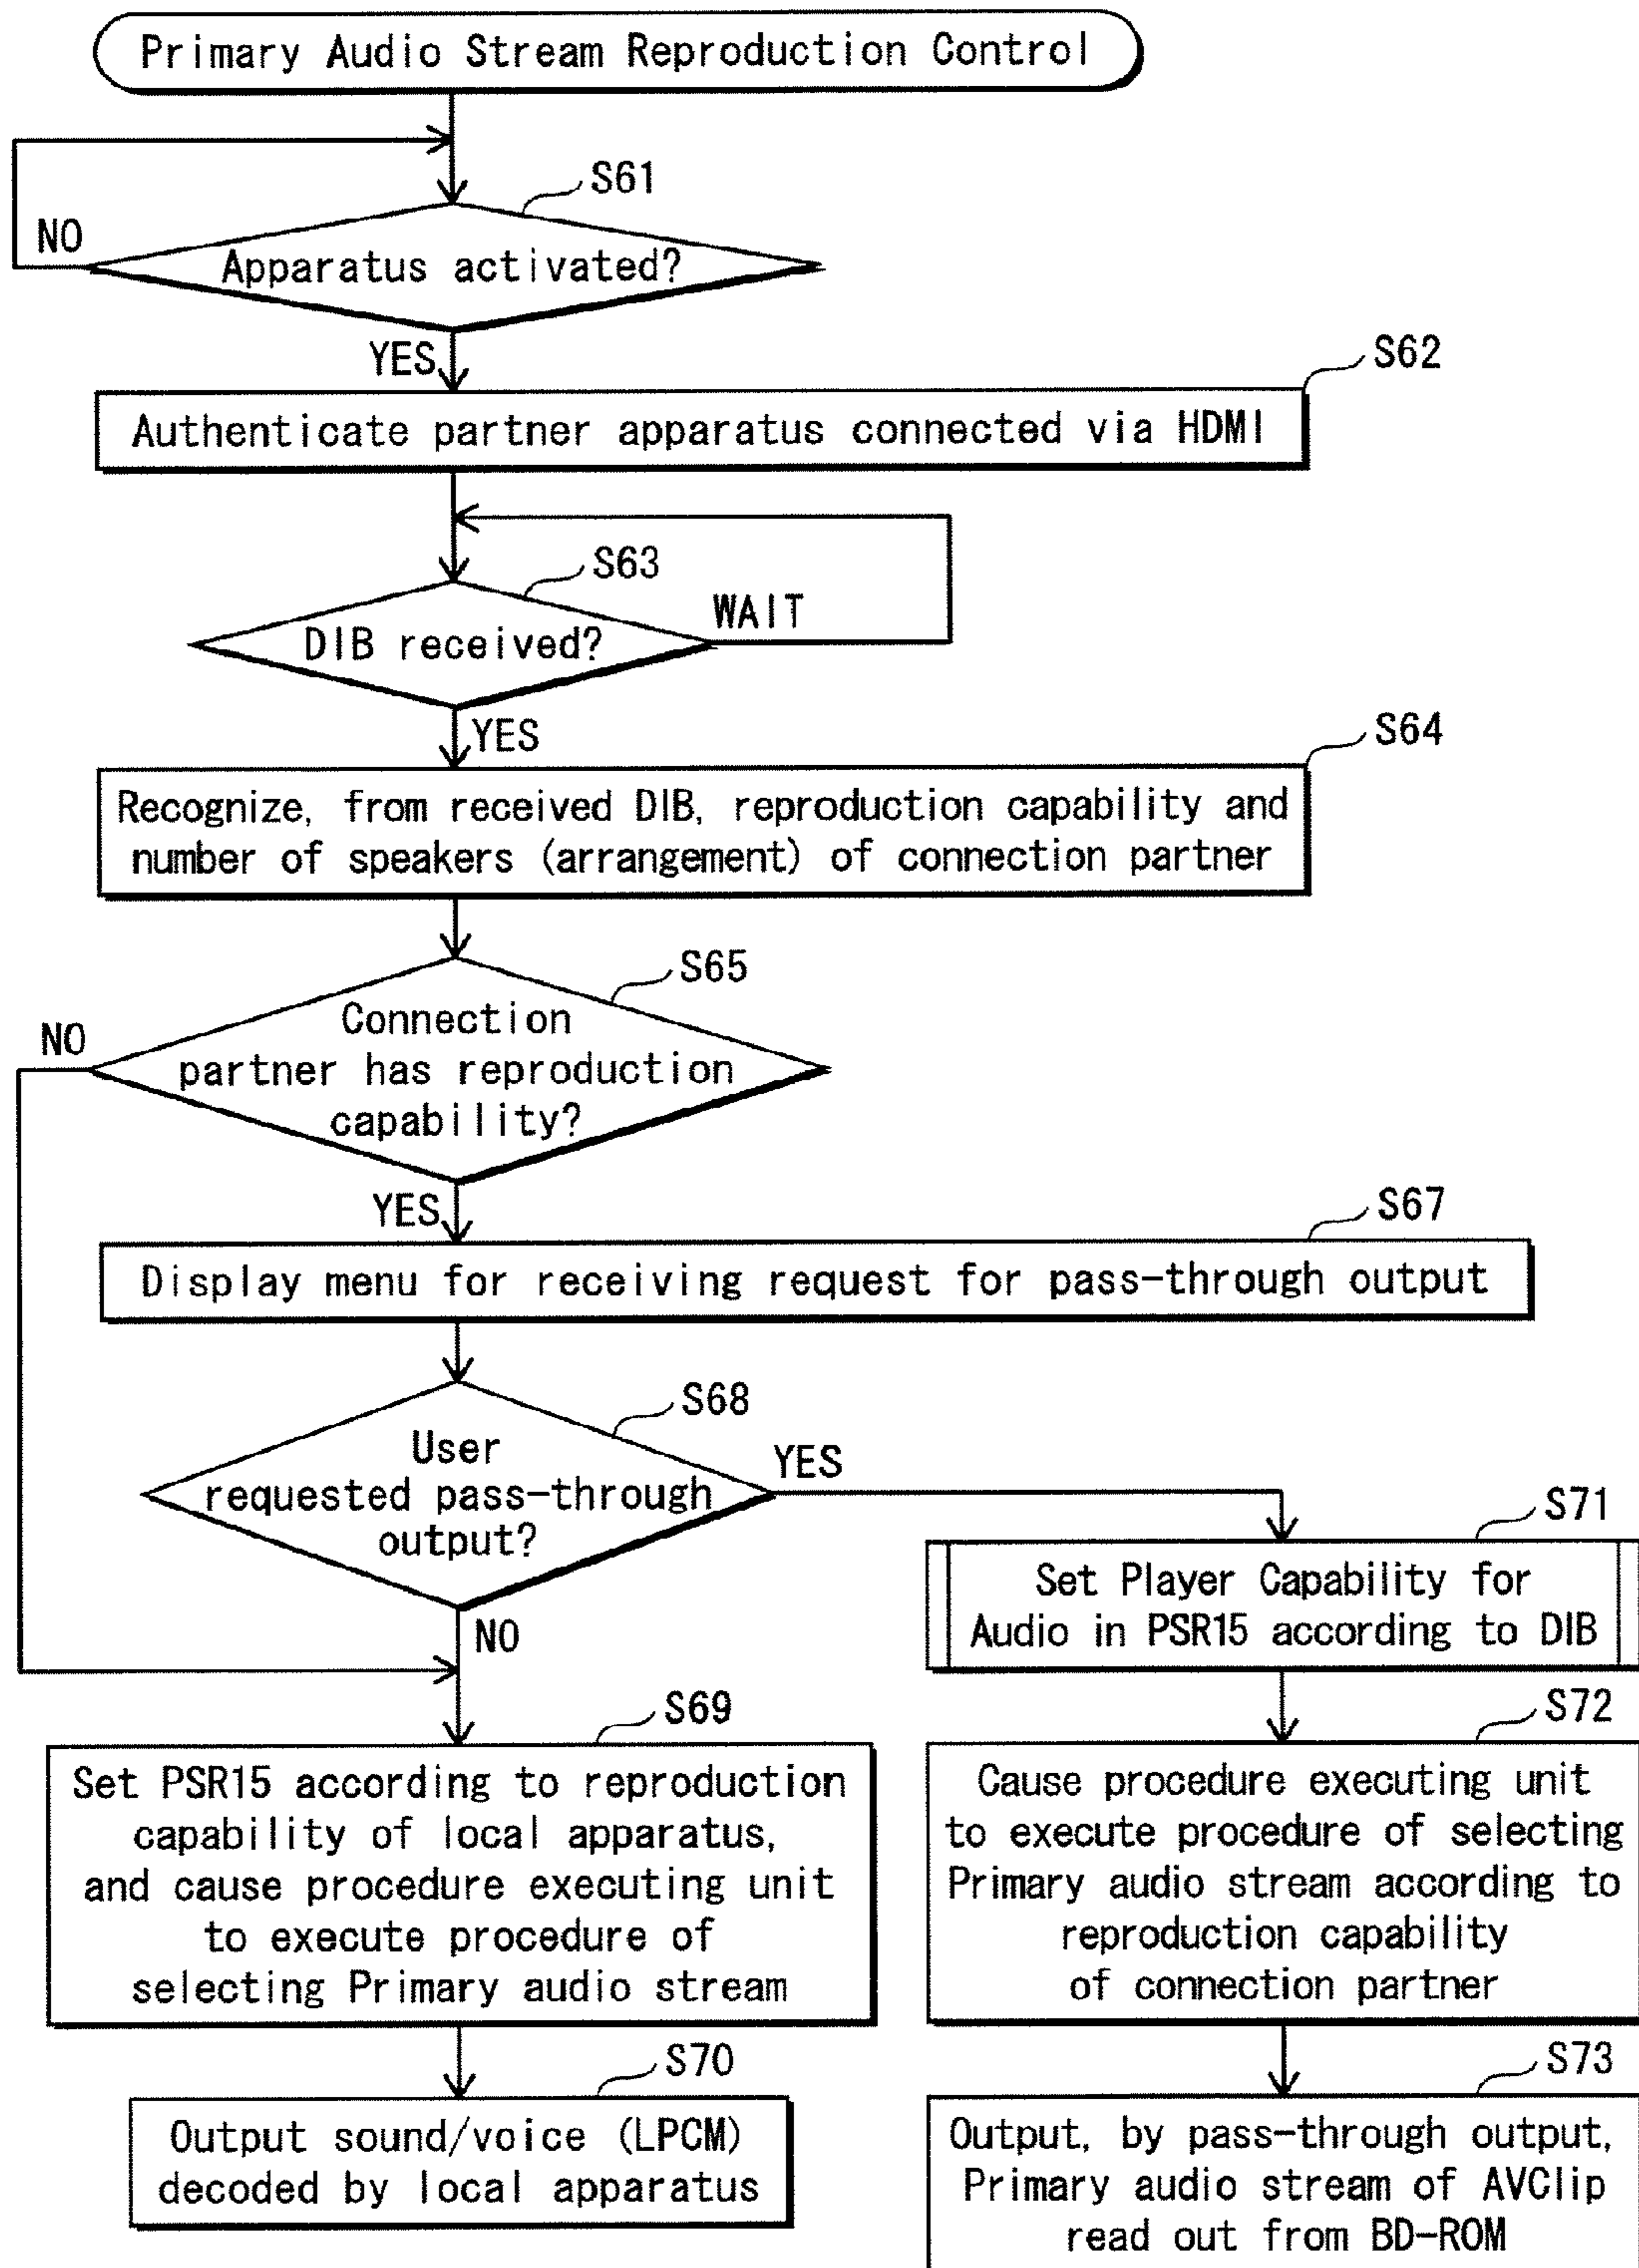 Primary Audio Stream Reproduction Control
S61
NO
Apparatus activated?
YES
S62
Authenticate partner apparatus connected via HDMI
S63
WAIT
DIB received?
YES
S64
Recognize, from received DIB, reproduction capability and
number of speakers (arrangement) of connection partner
S65
NO
Connection
partner has reproduction
capability?
YES
S67
Display menu for receiving request for pass-through output
S68
YES
User
requested pass-through
output?
NO
S71
Set Player Capability for
Audio in PSR15 according to DIB
S69
Set PSR15 according to reproduction
capability of local apparatus,
and cause procedure executing unit
to execute procedure of
selecting Primary audio stream
S72
Cause procedure executing unit
to execute procedure of selecting
Primary audio stream according to
reproduction capability
of connection partner
S70
Output sound/voice (LPCM)
decoded by local apparatus
S73
Output, by pass-through output,
Primary audio stream of AVClip
read out from BD-ROM